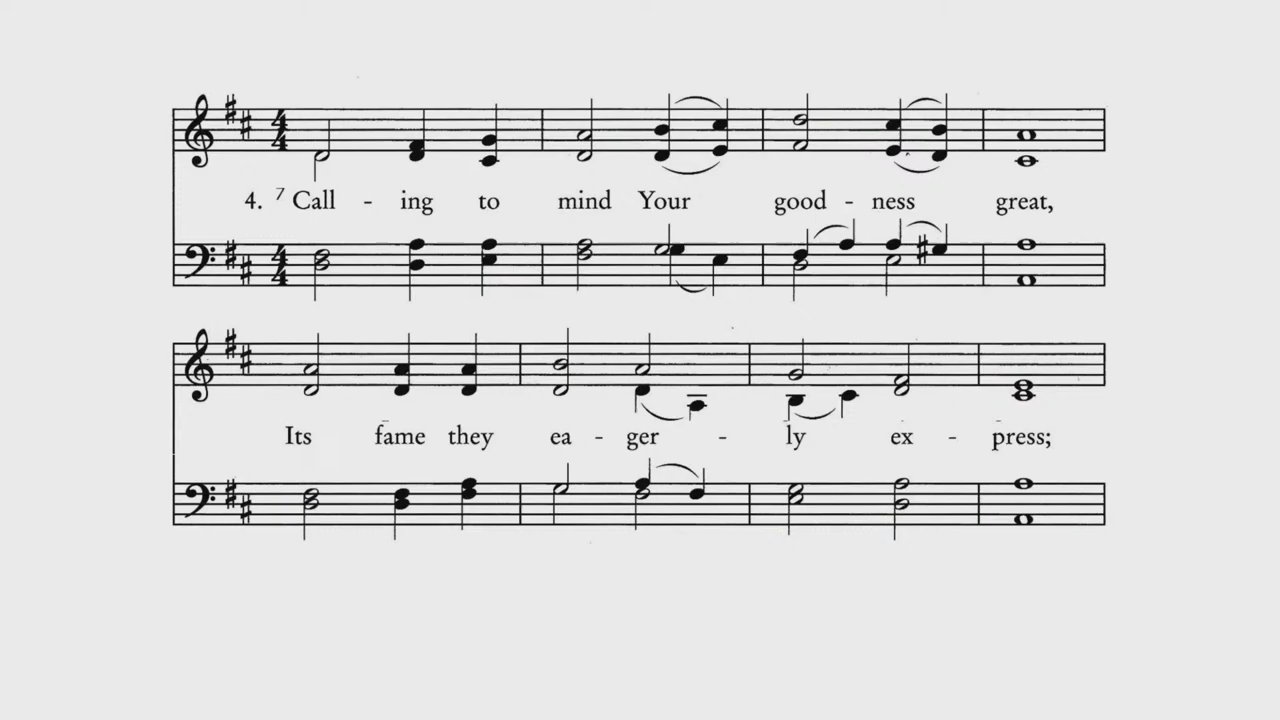 4. 7 Call - ing to mind Your good - ness great,
Its fame they ea - ger - ly ex - press;